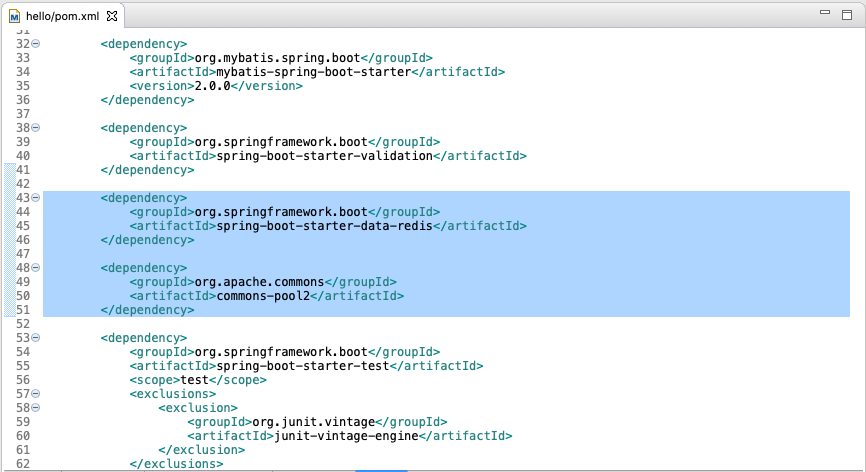 hello/pom.xml
31
32 <dependency>
33 <groupId>org.mybatis.spring.boot</groupId>
34 <artifactId>mybatis-spring-boot-starter</artifactId>
35 <version>2.0.0</version>
36 </dependency>
37
38 <dependency>
39 <groupId>org.springframework.boot</groupId>
40 <artifactId>spring-boot-starter-validation</artifactId>
41 </dependency>
42
43 <dependency>
44 <groupId>org.springframework.boot</groupId>
45 <artifactId>spring-boot-starter-data-redis</artifactId>
46 </dependency>
47
48 <dependency>
49 <groupId>org.apache.commons</groupId>
50 <artifactId>commons-pool2</artifactId>
51 </dependency>
52
53 <dependency>
54 <groupId>org.springframework.boot</groupId>
55 <artifactId>spring-boot-starter-test</artifactId>
56 <scope>test</scope>
57 <exclusions>
58 <exclusion>
59 <groupId>org.junit.vintage</groupId>
60 <artifactId>junit-vintage-engine</artifactId>
61 </exclusion>
62 </exclusions>